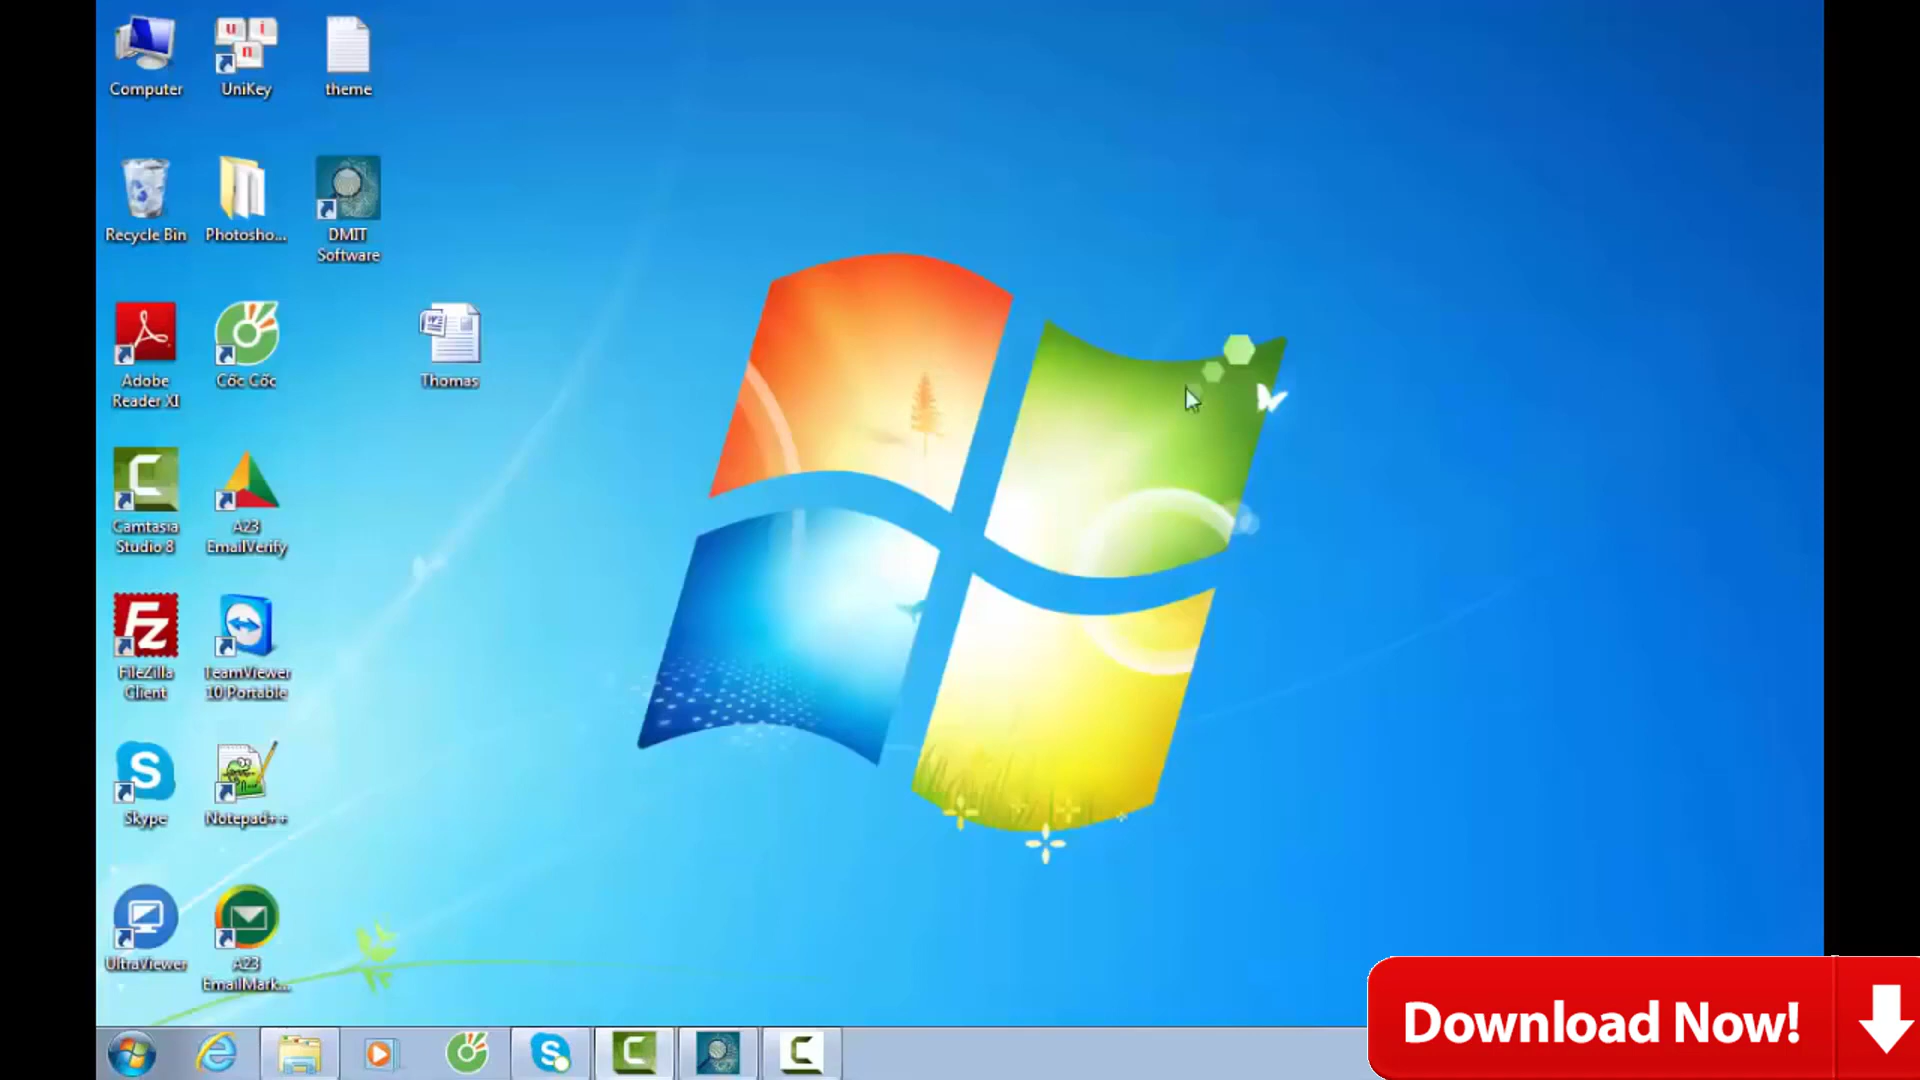 Computer
UniKey
theme
Recycle Bin
Photosho...
DMIT
Software
Adobe
Reader XI
Cốc Cốc
Thomas
Camtasia
Studio 8
A23
EmailVerify
FileZilla
Client
TeamViewer
10 Portable
Skype
Notepad++
UltraViewer
A23
EmailMark...
Download Now!